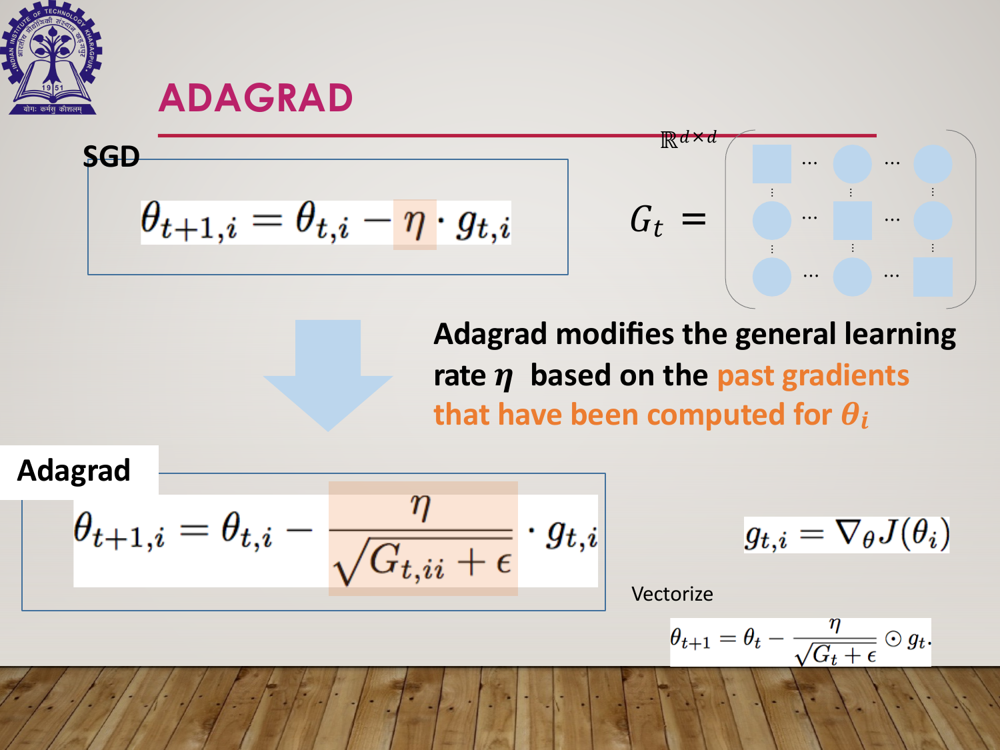 INDIAN INSTITUTE OF TECHNOLOGY KHARAGPUR
भारतीय प्रौद्योगिकी संस्थान खड़गपुर
19 51
योगः कर्मसु कौशलम्
ADAGRAD
SGD
θ_{t+1,i} = θ_{t,i} − η · g_{t,i}
ℝ^{d×d}
G_t =
... ...
⋮ ⋮ ⋮
... ...
⋮ ⋮ ⋮
... ...
Adagrad modifies the general learning
rate η based on the past gradients
that have been computed for θ_i
Adagrad
θ_{t+1,i} = θ_{t,i} − η / √(G_{t,ii} + ϵ) · g_{t,i}
g_{t,i} = ∇_θ J(θ_i)
Vectorize
θ_{t+1} = θ_t − η / √(G_t + ϵ) ⊙ g_t.